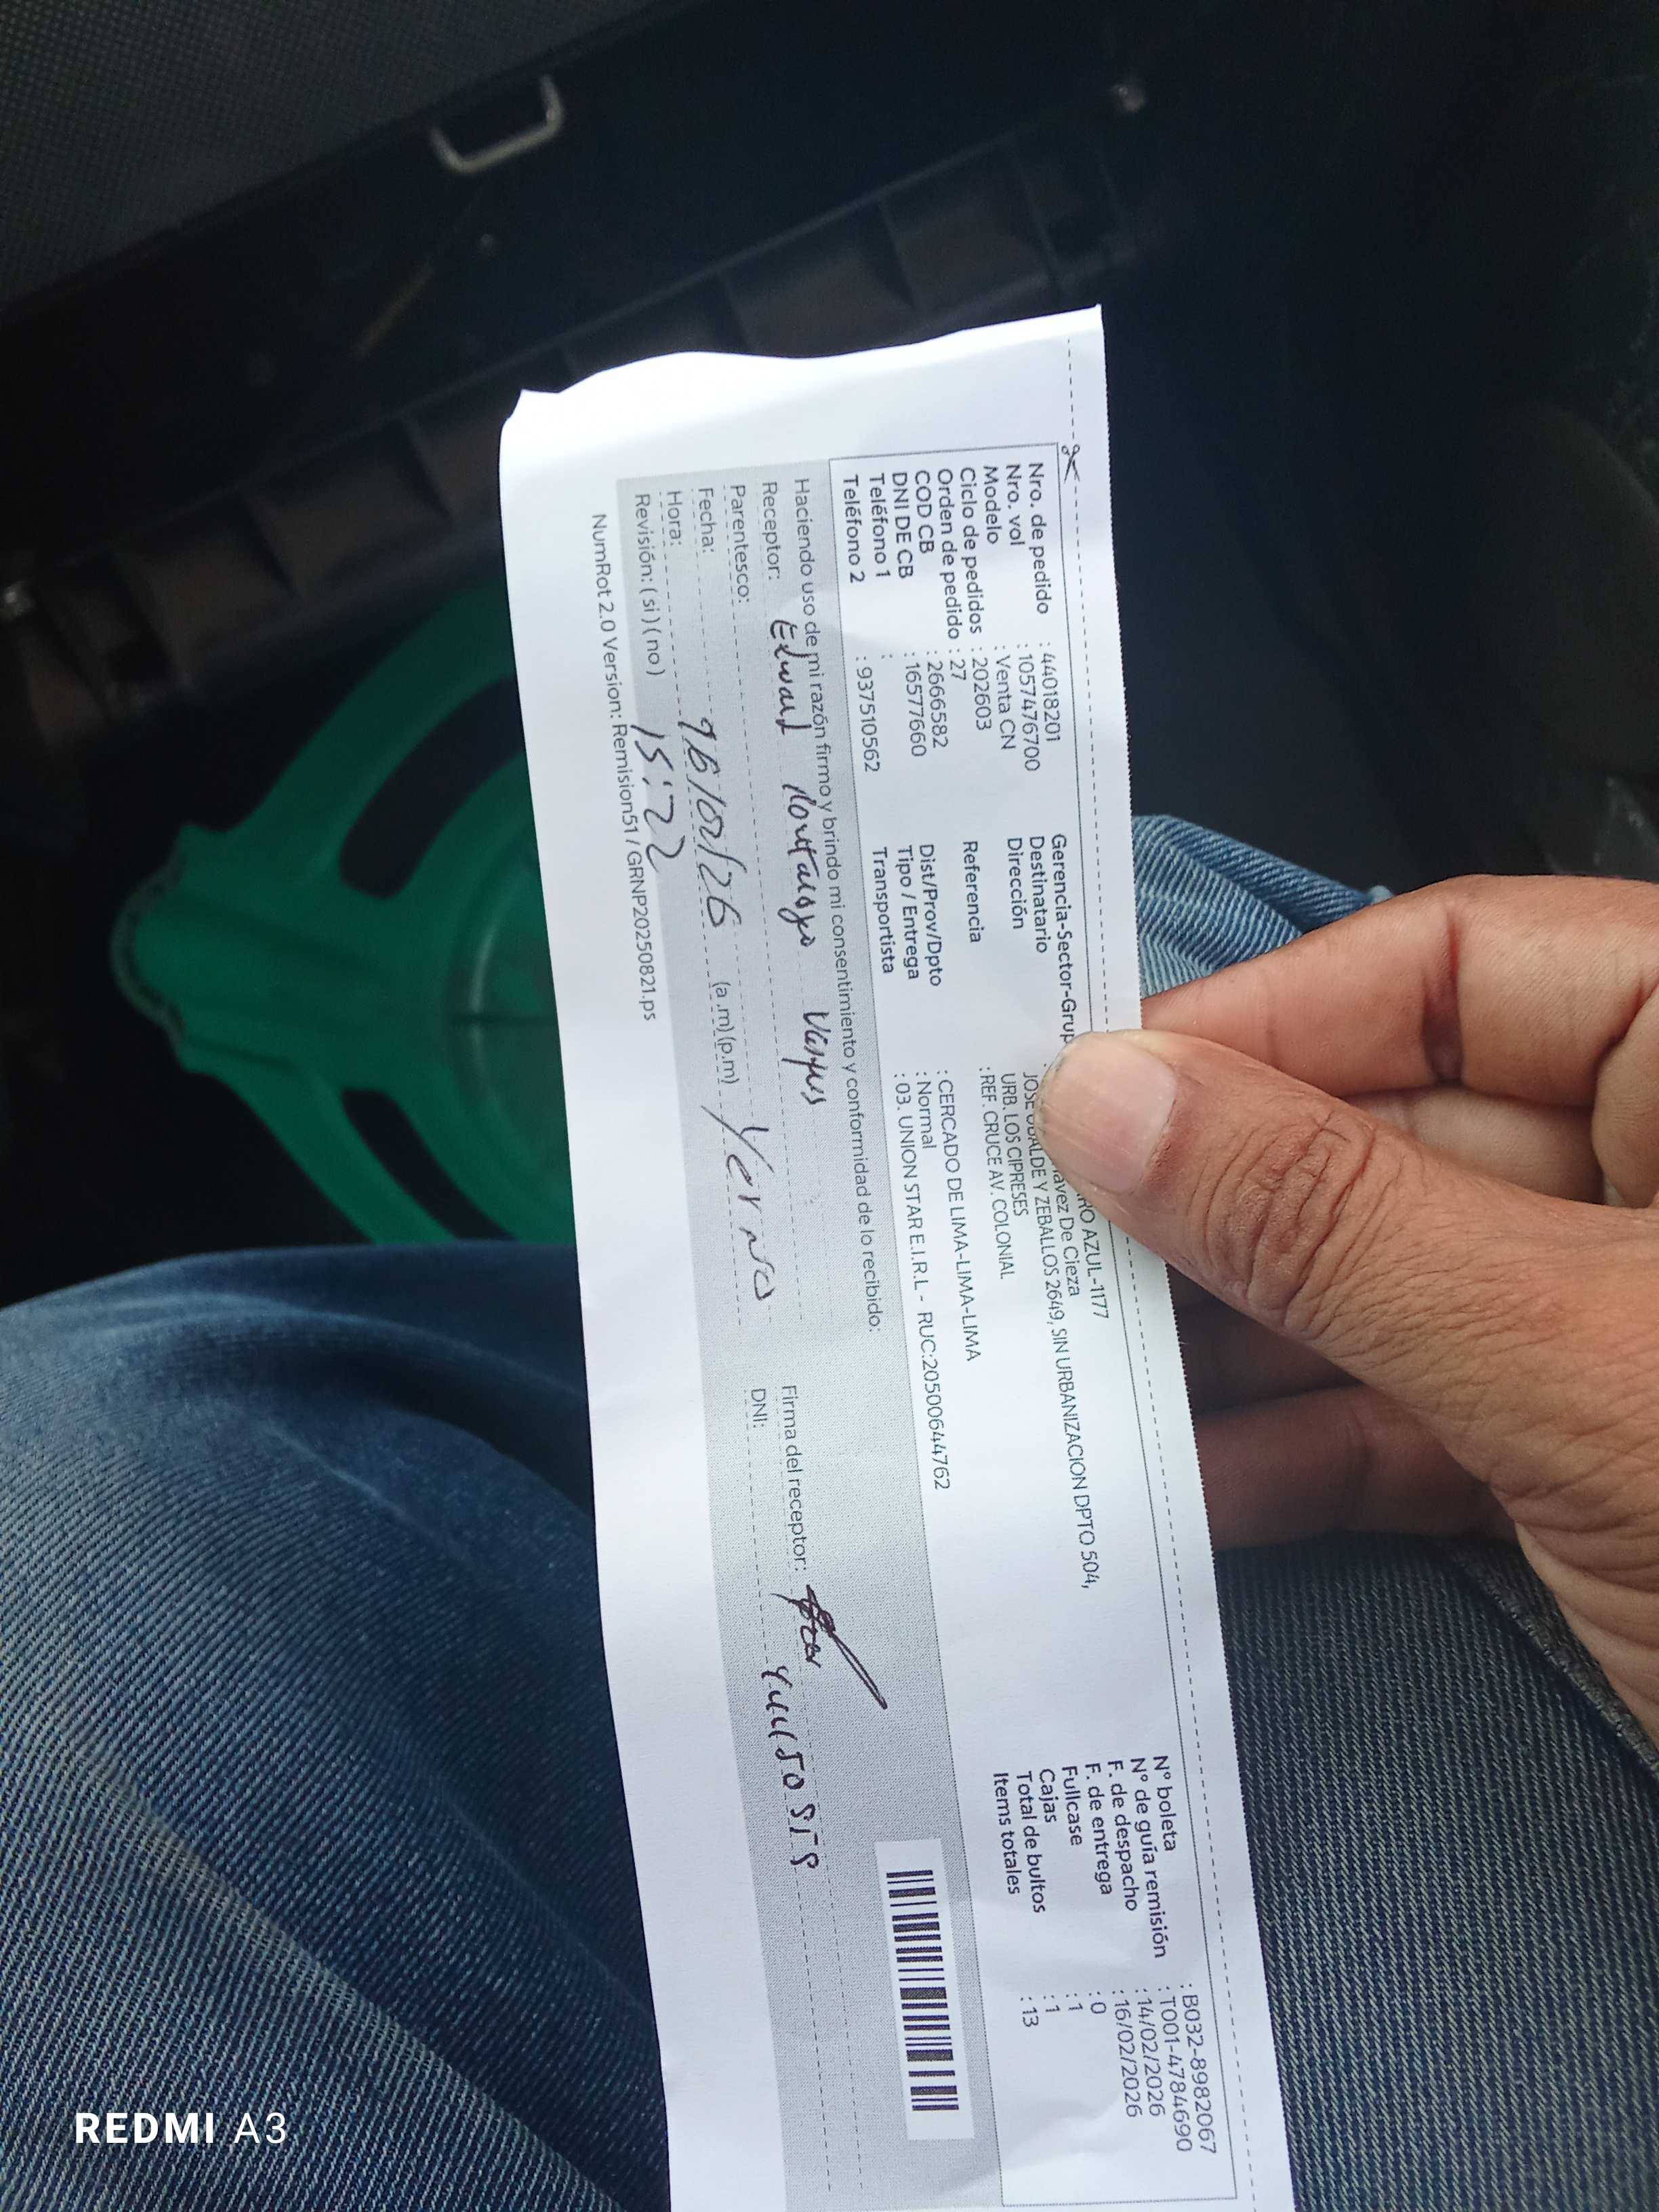 Nro. de pedido : 44018201
Nro. vol : 1057476700
Modelo : Venta CN
Ciclo de pedidos : 202603
Orden de pedido : 27
COD CB : 2666582
DNI DE CB : 16577660
Teléfono 1 :
Teléfono 2 : 937510562
Gerencia-Sector-Grup RO AZUL-1177
Destinatario avez De Cieza
Dirección JOSE UBALDE Y ZEBALLOS 2649, SIN URBANIZACION DPTO 504,
URB. LOS CIPRESES
Referencia : REF. CRUCE AV. COLONIAL
Dist/Prov/Dpto : CERCADO DE LIMA-LIMA-LIMA
Tipo / Entrega : Normal
Transportista : 03. UNION STAR E.I.R.L - RUC:20500644762
N° boleta : B032-8982067
N° de guía remisión : T001-4784690
F. de despacho : 14/02/2026
F. de entrega : 16/02/2026
Fullcase : 0
Cajas : 1
Total de bultos : 1
Items totales : 13
Haciendo uso de mi razón firmo y brindo mi consentimiento y conformidad de lo recibido:
Receptor: Edward
Firma del receptor:
Parentesco: Yerno
DNI:
Fecha: /02/26
Hora: 15:22 (a.m)(p.m)
Revisión: ( si ) ( no )
NumRot 2.0 Version: Remision51 / GRNP20250821.ps
REDMI A3